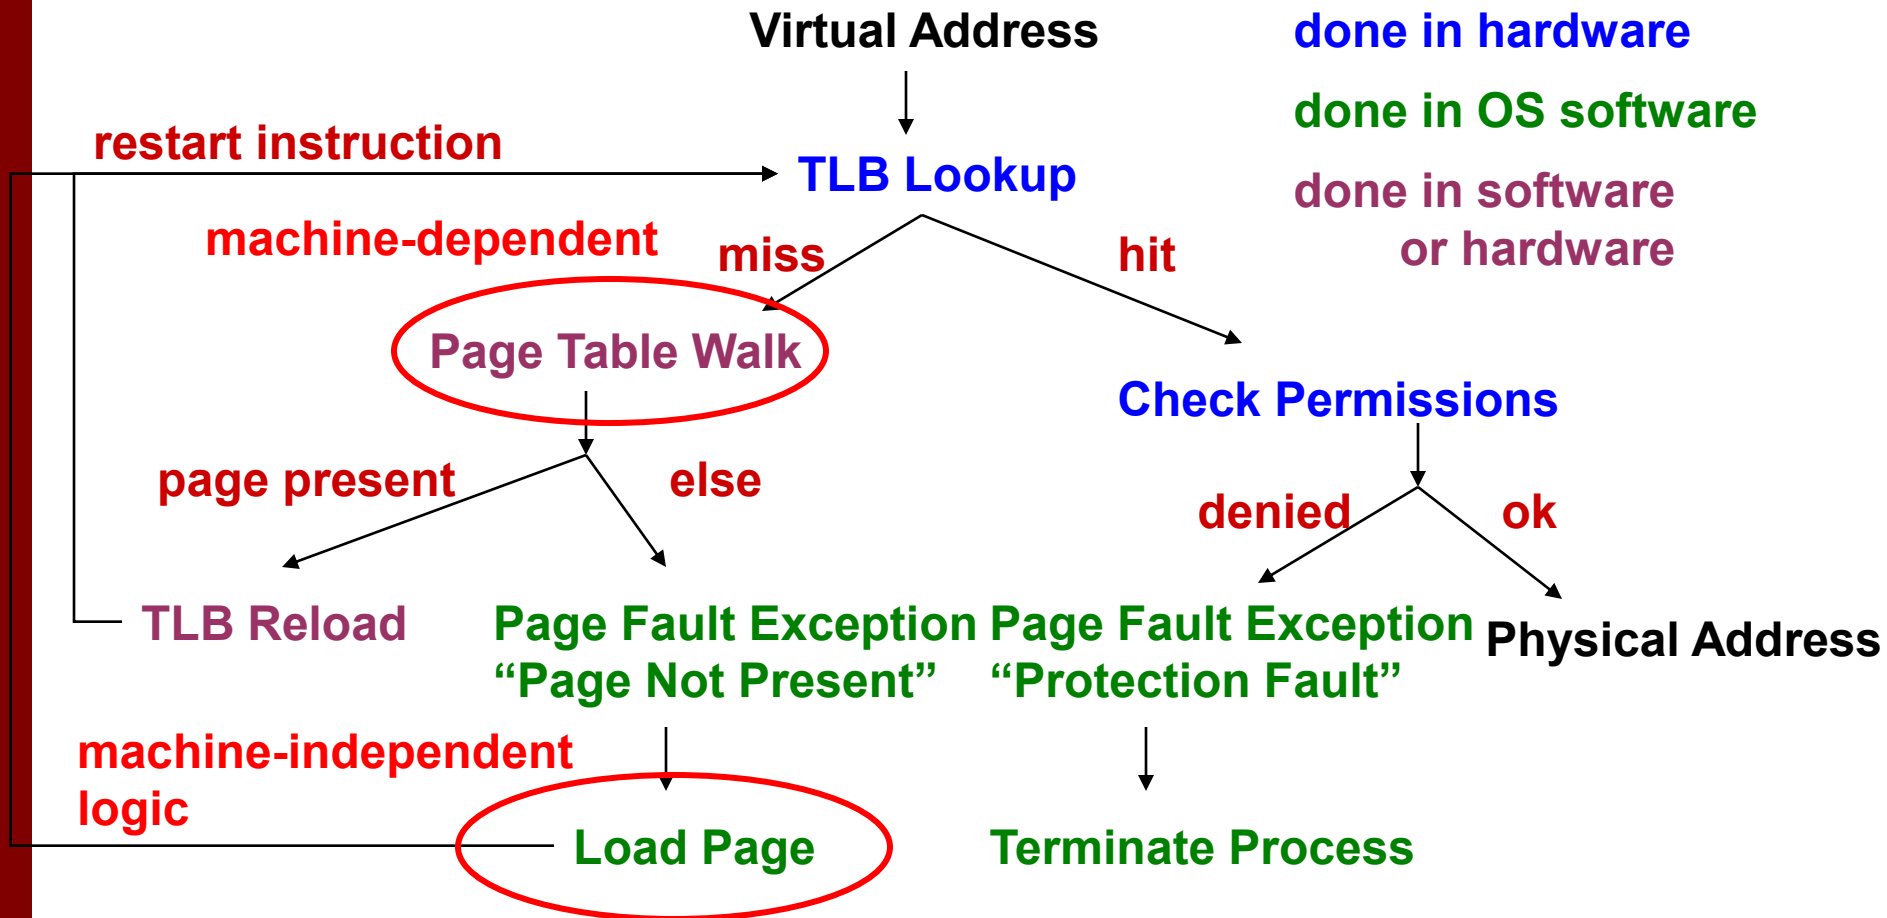 Virtual Address
done in hardware
done in OS software
done in software
or hardware
restart instruction
TLB Lookup
machine-dependent
miss
hit
Page Table Walk
Check Permissions
page present
else
denied
ok
TLB Reload
Page Fault Exception
“Page Not Present”
Page Fault Exception
“Protection Fault”
Physical Address
machine-independent
logic
Load Page
Terminate Process